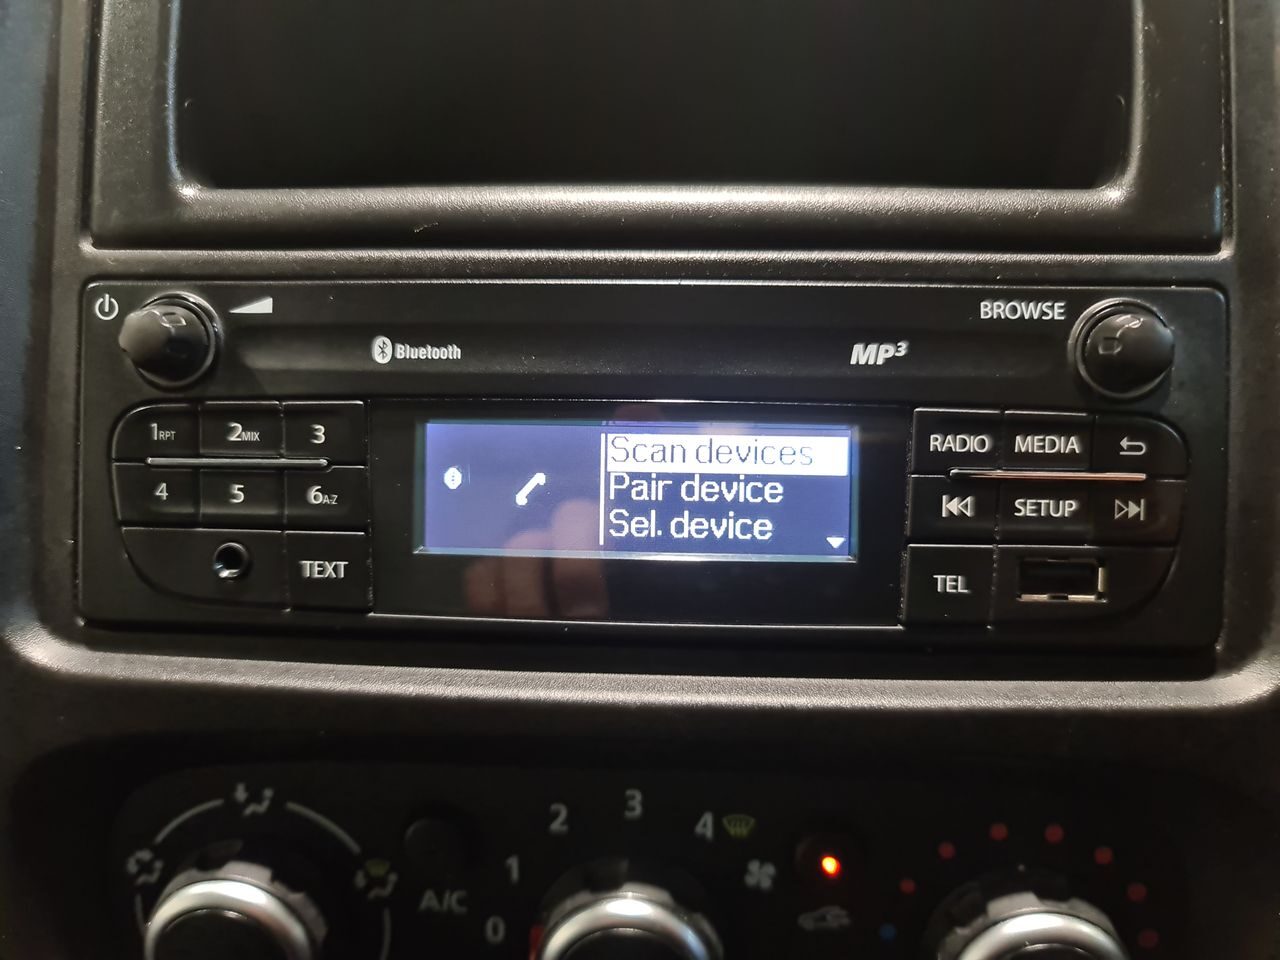 BROWSE
Bluetooth
MP3
1RPT 2MIX 3
4 5 6A-Z
TEXT
Scan devices
Pair device
Sel. device
RADIO MEDIA
SETUP
TEL
0 1 2 3 4
A/C